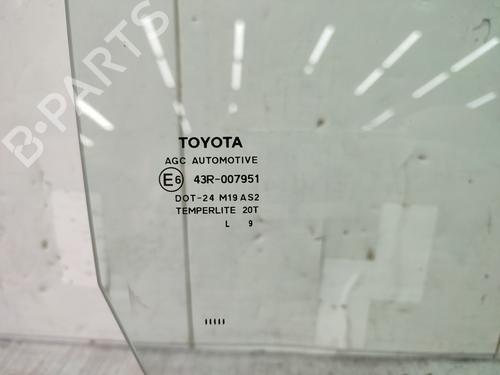 B-PARTS
TOYOTA
AGC AUTOMOTIVE
E6 43R-007951
DOT-24 M19 AS2
TEMPERLITE 20T
L 9